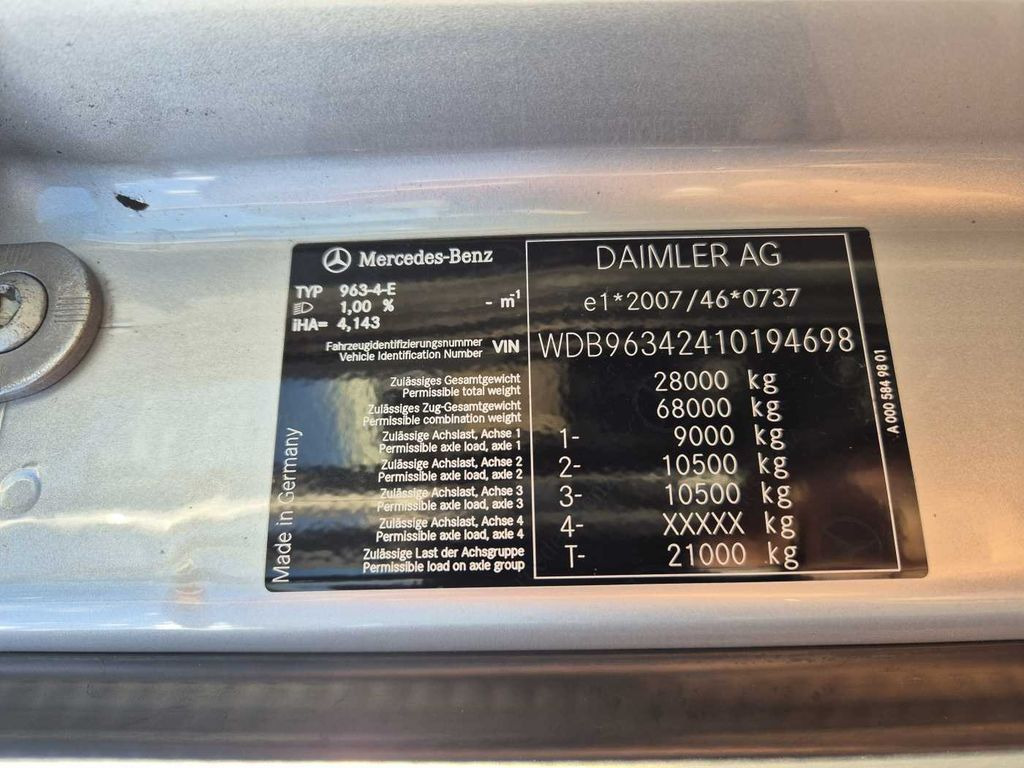 Mercedes-Benz
DAIMLER AG
TYP 963-4-E
1,00 % - m-1
e1*2007/46*0737
iHA= 4,143
Fahrzeugidentifizierungsnummer
Vehicle Identification Number VIN WDB96342410194698
Zulässiges Gesamtgewicht
Permissible total weight 28000 kg
Zulässiges Zug-Gesamtgewicht
Permissible combination weight 68000 kg
Zulässige Achslast, Achse 1
Permissible axle load, axle 1 1- 9000 kg
Zulässige Achslast, Achse 2
Permissible axle load, axle 2 2- 10500 kg
Zulässige Achslast, Achse 3
Permissible axle load, axle 3 3- 10500 kg
Zulässige Achslast, Achse 4
Permissible axle load, axle 4 4- XXXXX kg
Zulässige Last der Achsgruppe
Permissible load on axle group T- 21000 kg
Made in Germany
A 000 584 98 01